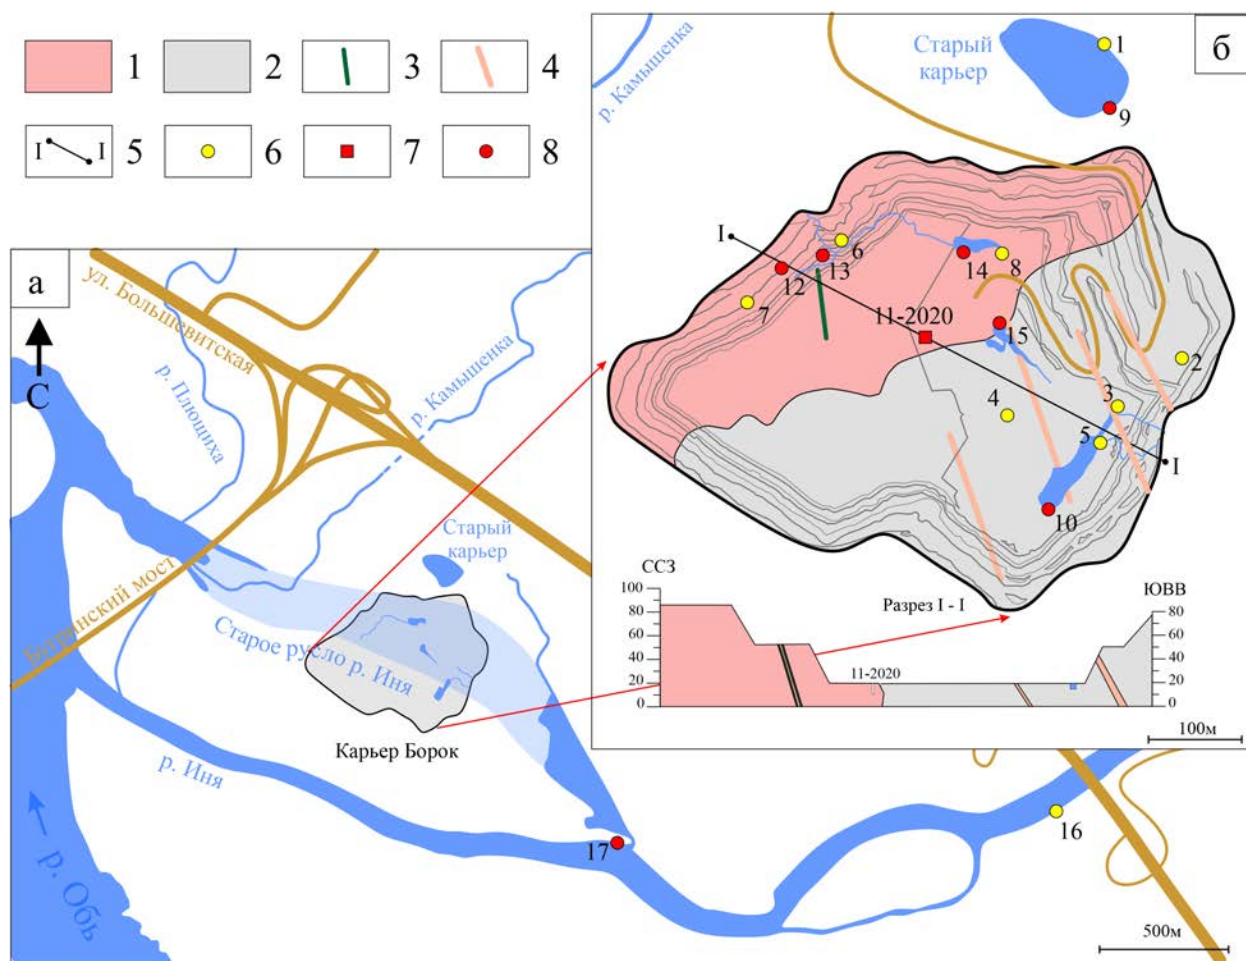 1
2
3
4
I
I
5
6
7
8
а
С
ул. Большевитская
р. Плющиха
р. Камышенка
Бугринский мост
Старый
карьер
Старое русло р. Иня
Карьер Борок
р. Иня
р. Обь
17
16
500м
б
р. Камышенка
Старый
карьер
1
9
I
6
13
12
14
8
7
11-2020
15
2
3
4
5
I
10
ССЗ
ЮВВ
Разрез I - I
100
80
60
40
20
0
11-2020
80
60
40
20
0
100м